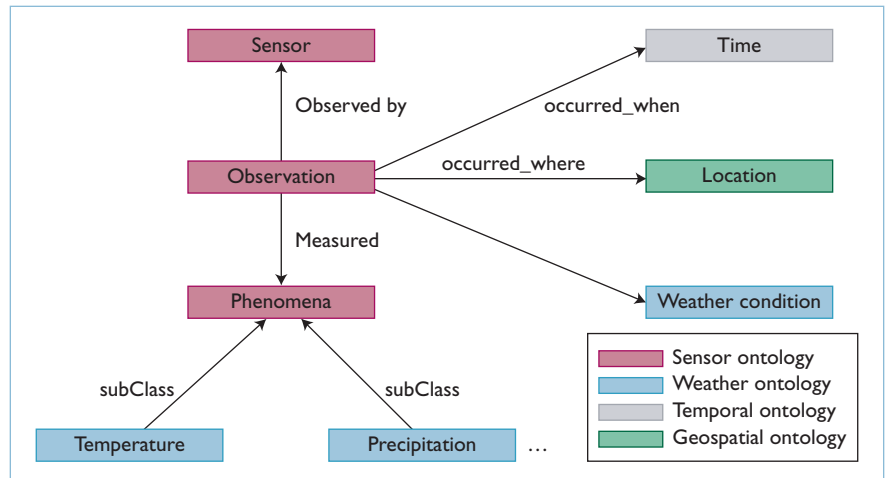 Sensor
Time
Observed by
occurred_when
Observation
occurred_where
Location
Measured
Phenomena
Weather condition
subClass
subClass
Temperature
Precipitation
...
Sensor ontology
Weather ontology
Temporal ontology
Geospatial ontology